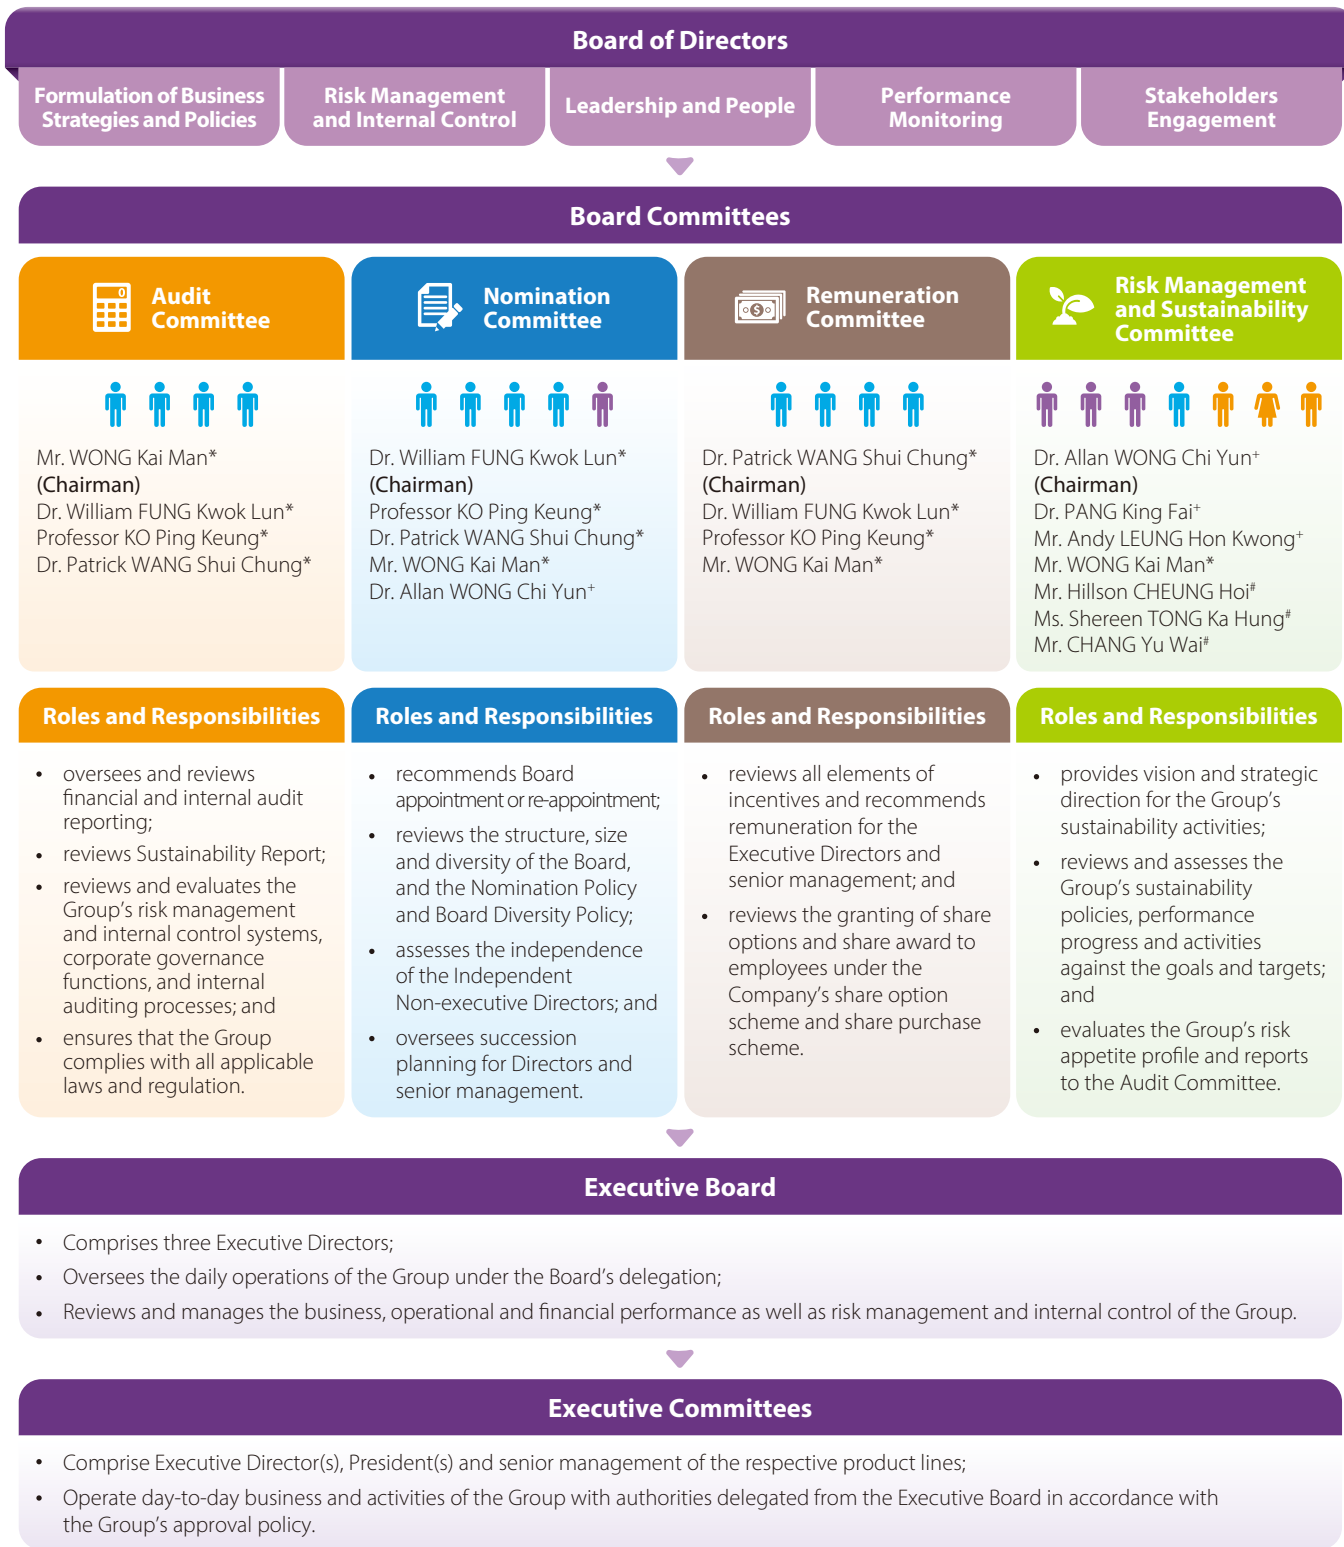 Board of Directors
Formulation of Business
Strategies and Policies
Risk Management
and Internal Control
Leadership and People
Performance
Monitoring
Stakeholders
Engagement
Board Committees
Audit
Committee
Mr. WONG Kai Man*
(Chairman)
Dr. William FUNG Kwok Lun*
Professor KO Ping Keung*
Dr. Patrick WANG Shui Chung*
Nomination
Committee
Dr. William FUNG Kwok Lun*
(Chairman)
Professor KO Ping Keung*
Dr. Patrick WANG Shui Chung*
Mr. WONG Kai Man*
Dr. Allan WONG Chi Yun+
Remuneration
Committee
Dr. Patrick WANG Shui Chung*
(Chairman)
Dr. William FUNG Kwok Lun*
Professor KO Ping Keung*
Mr. WONG Kai Man*
Risk Management
and Sustainability
Committee
Dr. Allan WONG Chi Yun+
(Chairman)
Dr. PANG King Fai+
Mr. Andy LEUNG Hon Kwong+
Mr. WONG Kai Man*
Mr. Hillson CHEUNG Hoi#
Ms. Shereen TONG Ka Hung#
Mr. CHANG Yu Wai#
Roles and Responsibilities
• oversees and reviews
financial and internal audit
reporting;
• reviews Sustainability Report;
• reviews and evaluates the
Group's risk management
and internal control systems,
corporate governance
functions, and internal
auditing processes; and
• ensures that the Group
complies with all applicable
laws and regulation.
Roles and Responsibilities
• recommends Board
appointment or re-appointment;
• reviews the structure, size
and diversity of the Board,
and the Nomination Policy
and Board Diversity Policy;
• assesses the independence
of the Independent
Non-executive Directors; and
• oversees succession
planning for Directors and
senior management.
Roles and Responsibilities
• reviews all elements of
incentives and recommends
remuneration for the
Executive Directors and
senior management; and
• reviews the granting of share
options and share award to
employees under the
Company's share option
scheme and share purchase
scheme.
Roles and Responsibilities
• provides vision and strategic
direction for the Group's
sustainability activities;
• reviews and assesses the
Group's sustainability
policies, performance
progress and activities
against the goals and targets;
and
• evaluates the Group's risk
appetite profile and reports
to the Audit Committee.
Executive Board
• Comprises three Executive Directors;
• Oversees the daily operations of the Group under the Board's delegation;
• Reviews and manages the business, operational and financial performance as well as risk management and internal control of the Group.
Executive Committees
• Comprise Executive Director(s), President(s) and senior management of the respective product lines;
• Operate day-to-day business and activities of the Group with authorities delegated from the Executive Board in accordance with
the Group's approval policy.